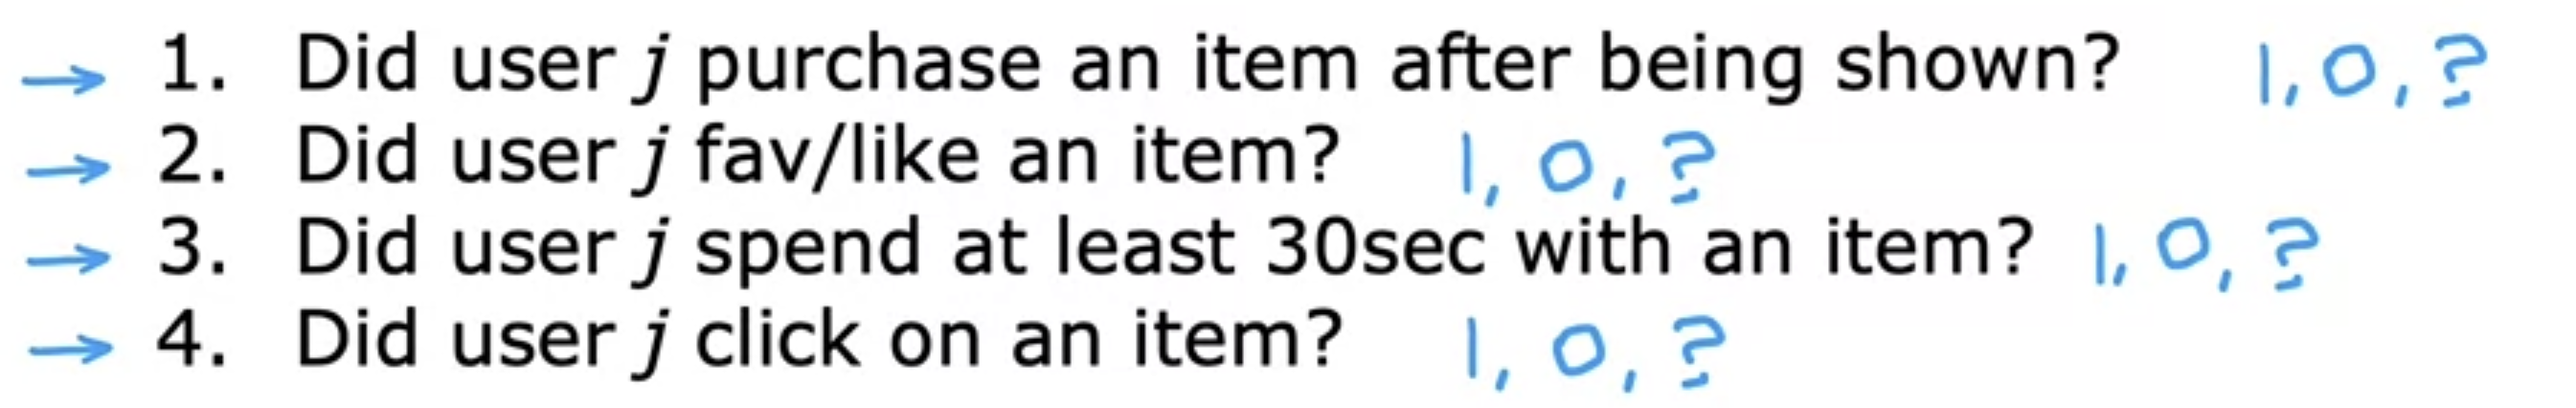 → 1. Did user j purchase an item after being shown? 1, 0, ?
→ 2. Did user j fav/like an item? 1, 0, ?
→ 3. Did user j spend at least 30sec with an item? 1, 0, ?
→ 4. Did user j click on an item? 1, 0, ?